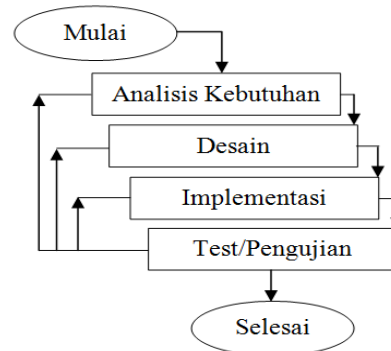 Mulai
Analisis Kebutuhan
Desain
Implementasi
Test/Pengujian
Selesai